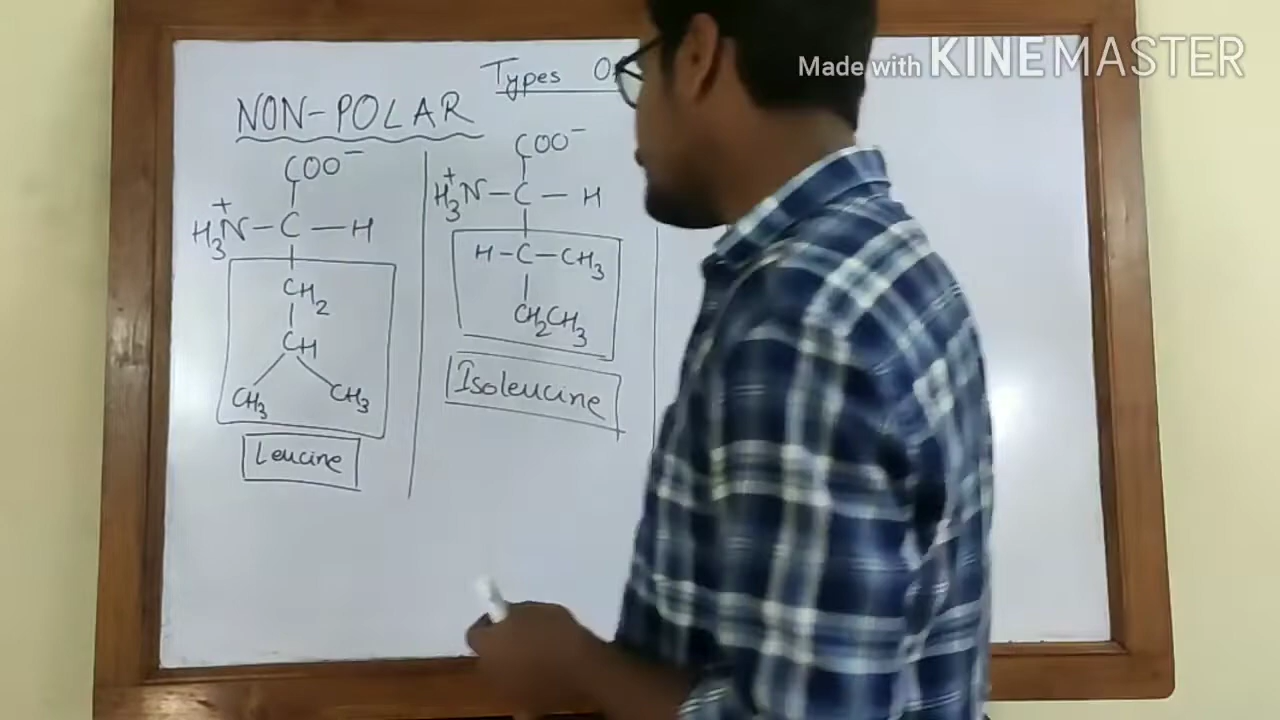 Made with KINEMASTER
Types
NON-POLAR
COO⁻
H₃N⁺—C—H
CH₂
CH
CH₃ CH₃
Leucine
COO⁻
H₃N⁺—C—H
H—C—CH₃
CH₂CH₃
Isoleucine